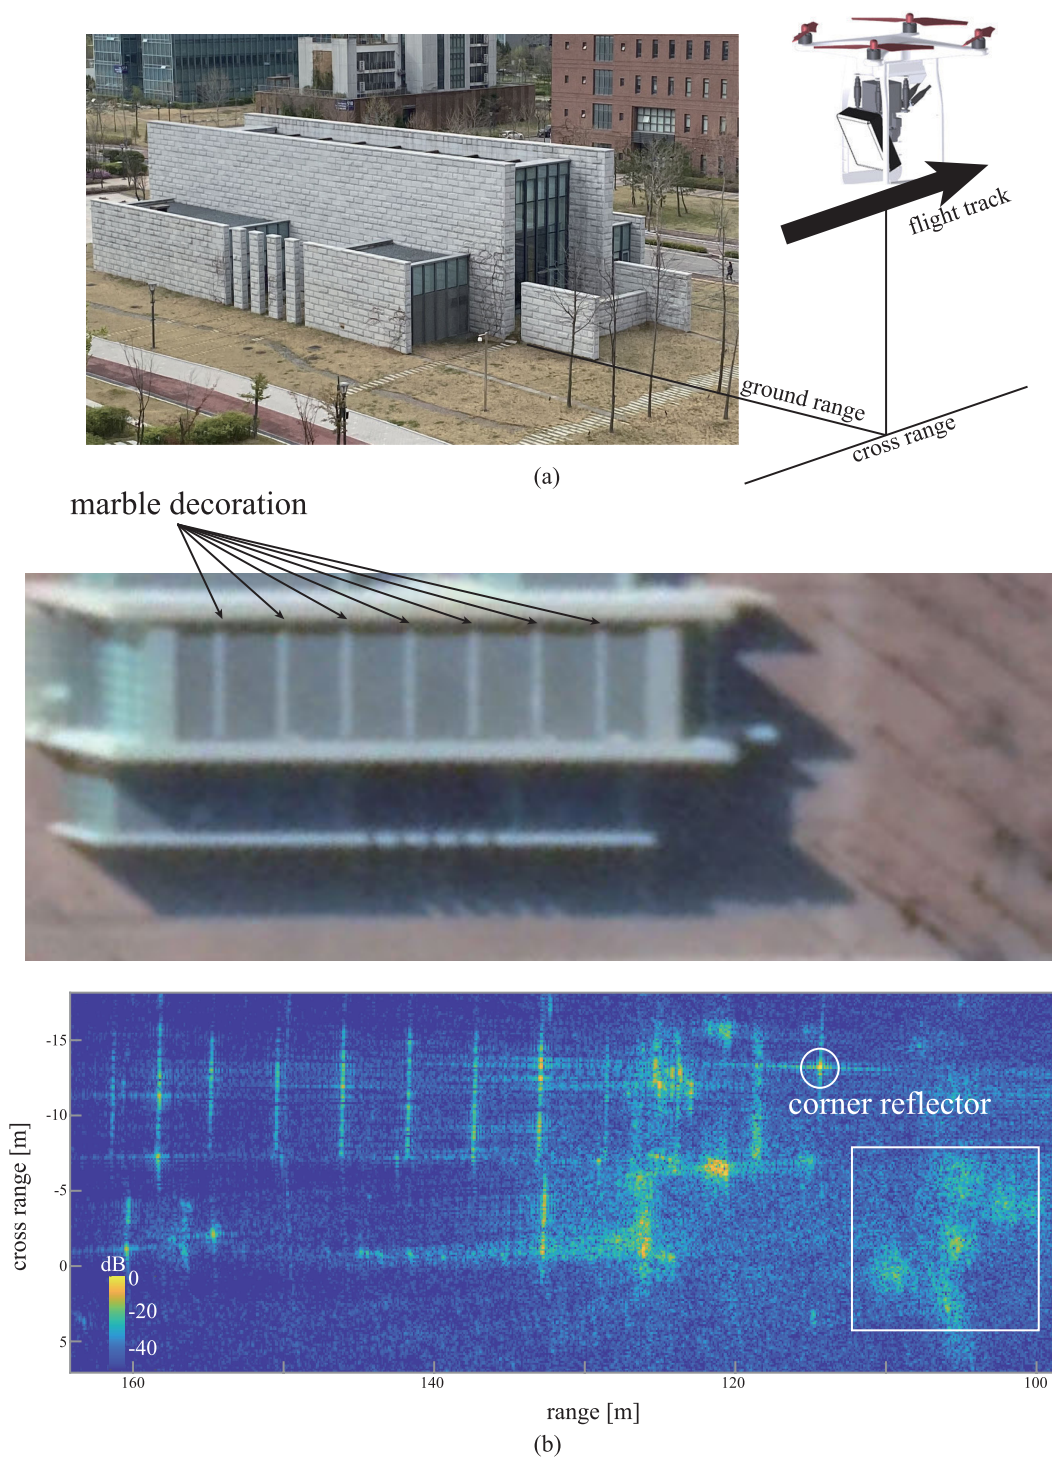 flight track
ground range
cross range
(a)
marble decoration
corner reflector
cross range [m]
-15
-10
-5
0
5
dB
0
-20
-40
160
140
120
100
range [m]
(b)